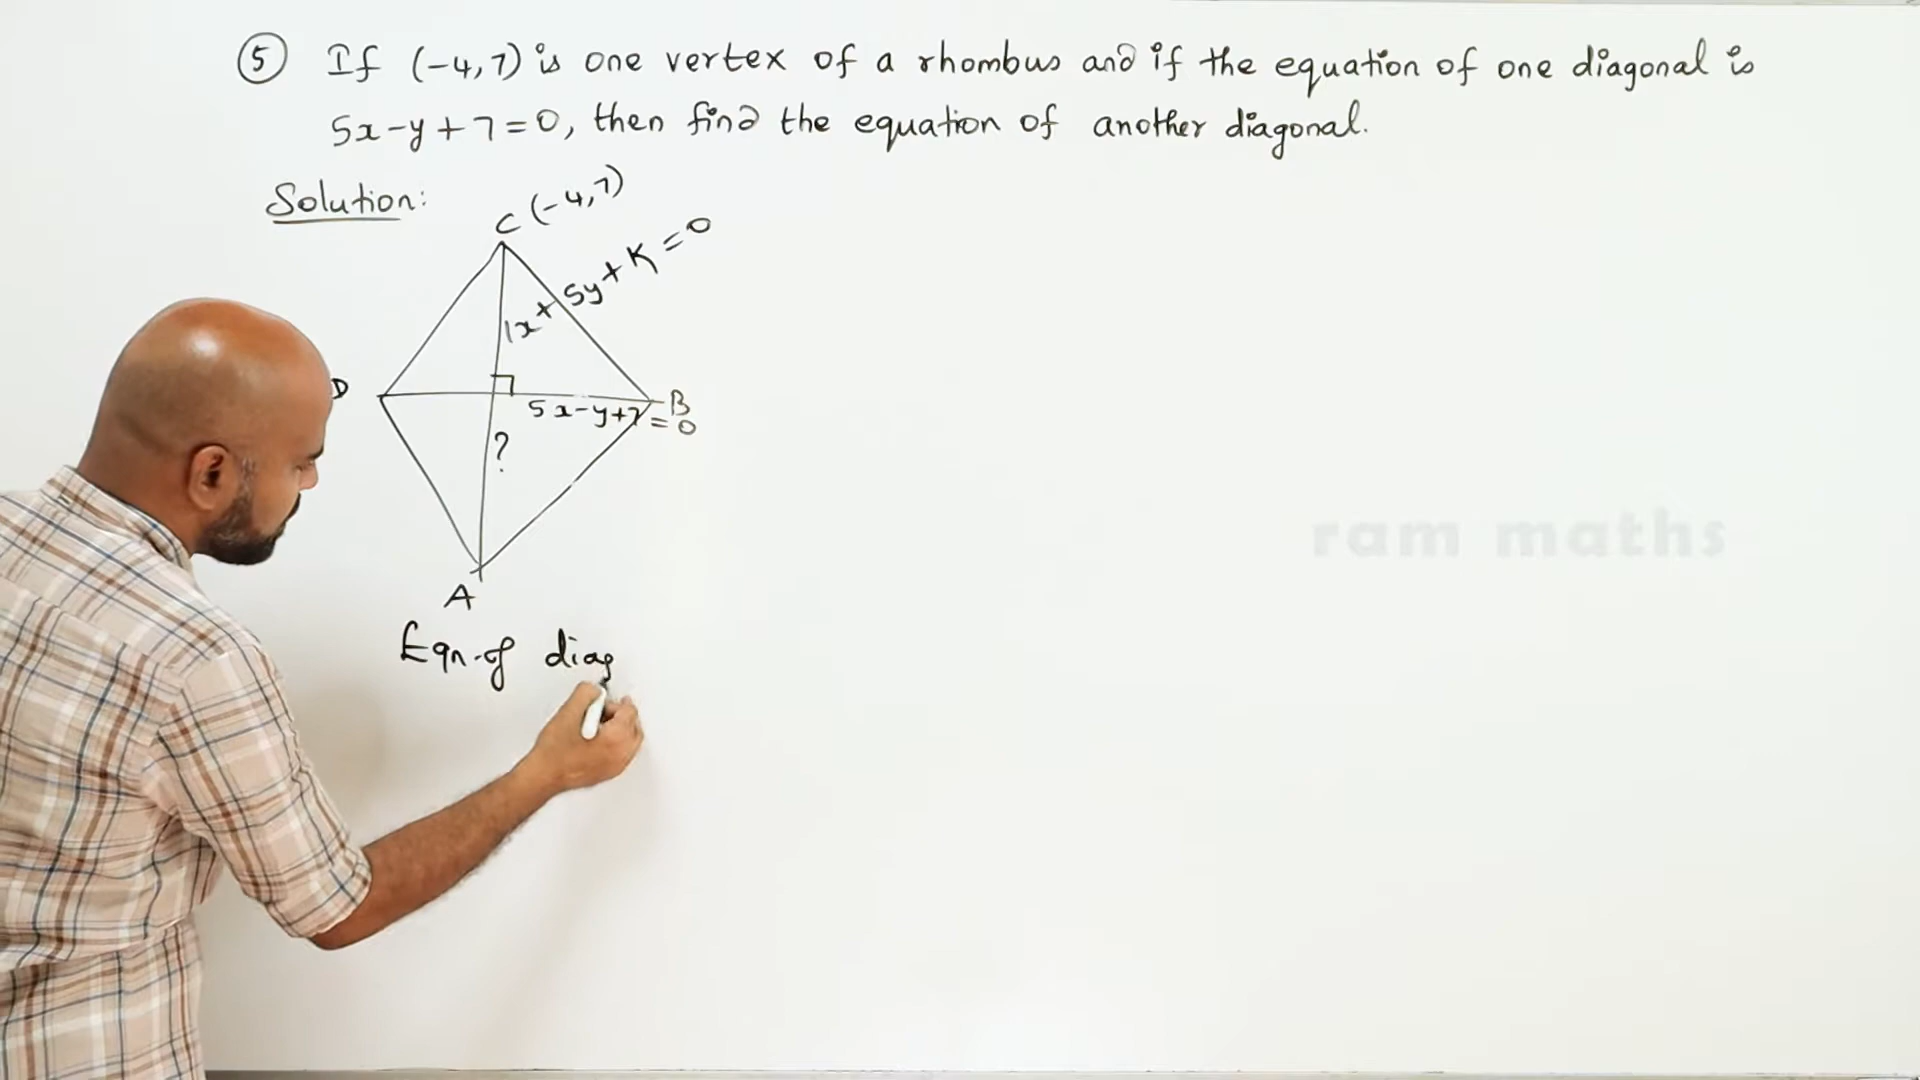 5 If (-4,7) is one vertex of a rhombus and if the equation of one diagonal is
5x-y+7=0, then find the equation of another diagonal.
Solution:
C (-4,7)
1x+5y+K=0
D
5x-y+7=0
B
?
A
Eqn.of diag
ram maths